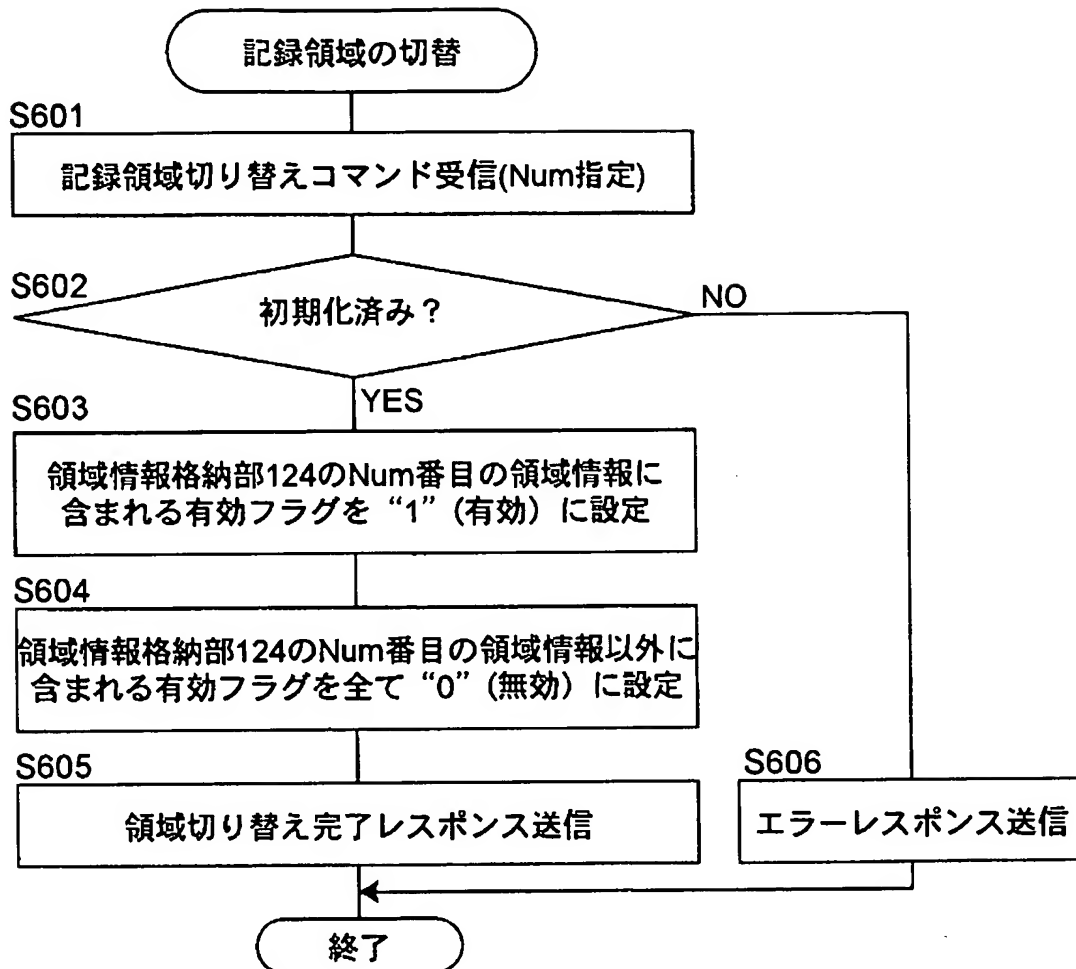 記録領域の切替
S601
記録領域切り替えコマンド受信(Num指定)
S602
初期化済み？
NO
YES
S603
領域情報格納部124のNum番目の領域情報に
含まれる有効フラグを“1”(有効）に設定
S604
領域情報格納部124のNum番目の領域情報以外に
含まれる有効フラグを全て“0”(無効）に設定
S605
領域切り替え完了レスポンス送信
S606
エラーレスポンス送信
終了